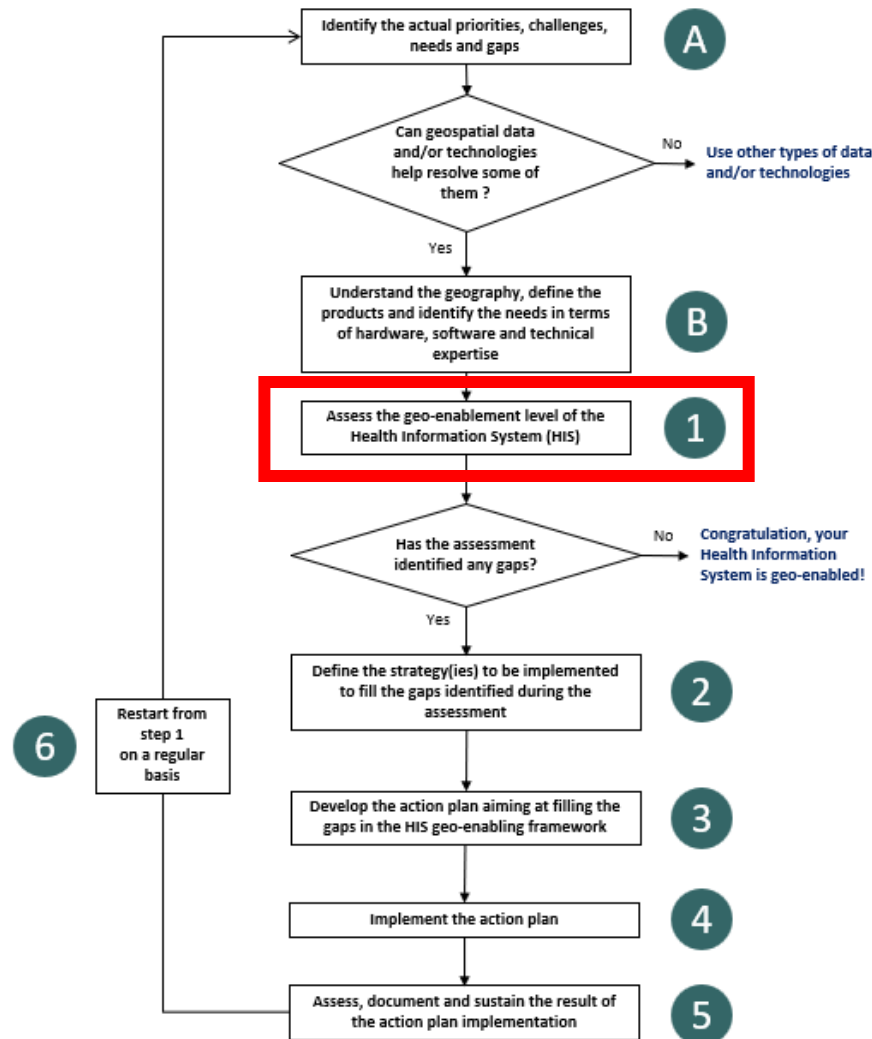 Identify the actual priorities, challenges,
needs and gaps
A
Can geospatial data
and/or technologies
help resolve some of
them ?
No
Use other types of data
and/or technologies
Yes
Understand the geography, define the
products and identify the needs in terms
of hardware, software and technical
expertise
B
Assess the geo-enablement level of the
Health Information System (HIS)
1
Has the assessment
identified any gaps?
No
Congratulation, your
Health Information
System is geo-enabled!
Yes
Define the strategy(ies) to be implemented
to fill the gaps identified during the
assessment
2
Restart from
step 1
on a regular
basis
6
Develop the action plan aiming at filling the
gaps in the HIS geo-enabling framework
3
Implement the action plan
4
Assess, document and sustain the result of
the action plan implementation
5